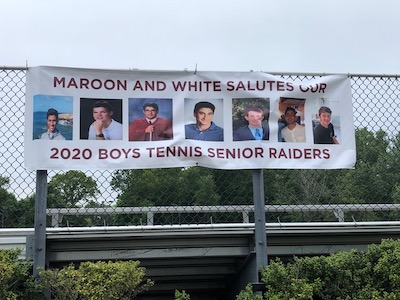 MAROON AND WHITE SALUTES OUR
2020 BOYS TENNIS SENIOR RAIDERS